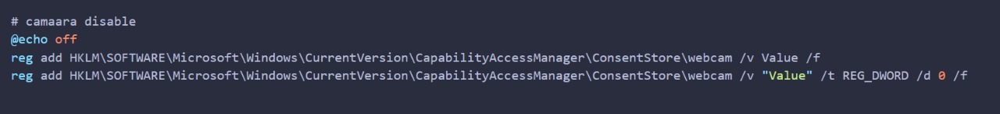 # camaara disable
@echo off
reg add HKLM\SOFTWARE\Microsoft\Windows\CurrentVersion\CapabilityAccessManager\ConsentStore\webcam /v Value /f
reg add HKLM\SOFTWARE\Microsoft\Windows\CurrentVersion\CapabilityAccessManager\ConsentStore\webcam /v "Value" /t REG_DWORD /d 0 /f